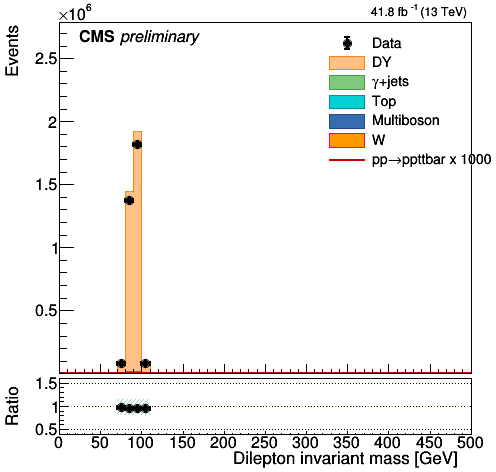 ×10⁶
41.8 fb⁻¹ (13 TeV)
CMS preliminary
Events
2.5
2
1.5
1
0.5
Data
DY
γ+jets
Top
Multiboson
W
pp→ppttbar x 1000
Ratio
1.5
1
0.5
0 50 100 150 200 250 300 350 400 450 500
Dilepton invariant mass [GeV]